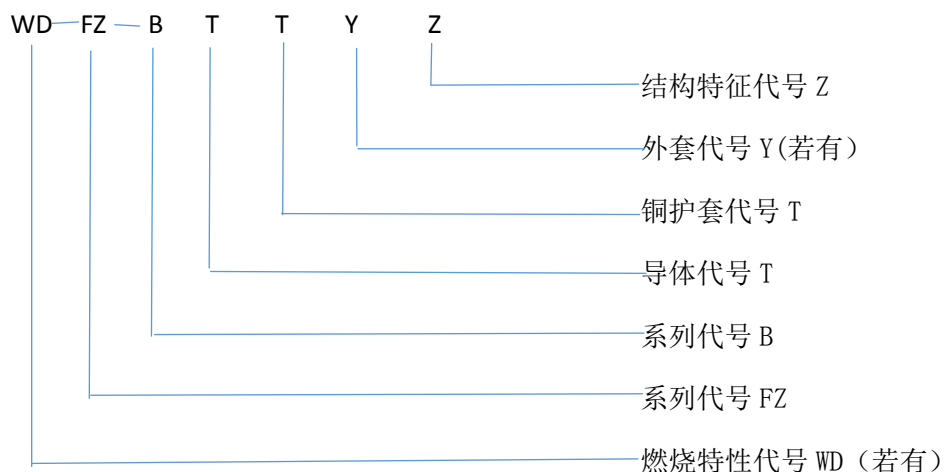 WD FZ B T T Y Z
结构特征代号 Z
外套代号 Y(若有）
铜护套代号 T
导体代号 T
系列代号 B
系列代号 FZ
燃烧特性代号 WD（若有）